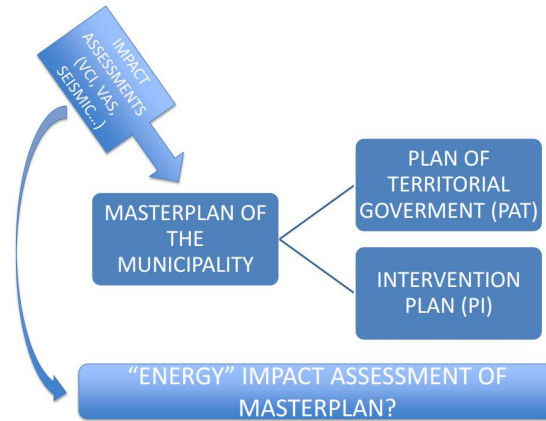 IMPACT
ASSESSMENTS
(VCI, VAS,
SEISMIC...)
MASTERPLAN OF
THE
MUNICIPALITY
PLAN OF
TERRITORIAL
GOVERMENT (PAT)
INTERVENTION
PLAN (PI)
“ENERGY” IMPACT ASSESSMENT OF
MASTERPLAN?